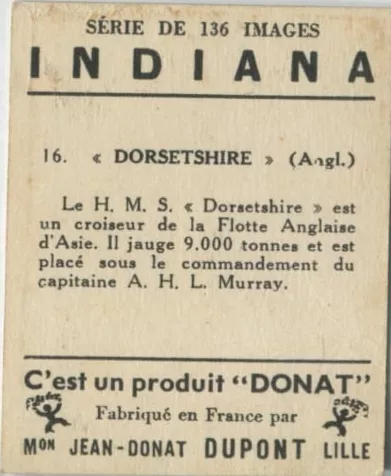 SÉRIE DE 136 IMAGES
INDIANA
16. « DORSETSHIRE » (Angl.)
Le H. M. S. « Dorsetshire » est
un croiseur de la Flotte Anglaise
d'Asie. Il jauge 9.000 tonnes et est
placé sous le commandement du
capitaine A. H. L. Murray.
C'est un produit "DONAT"
Fabriqué en France par
MON JEAN-DONAT DUPONT LILLE